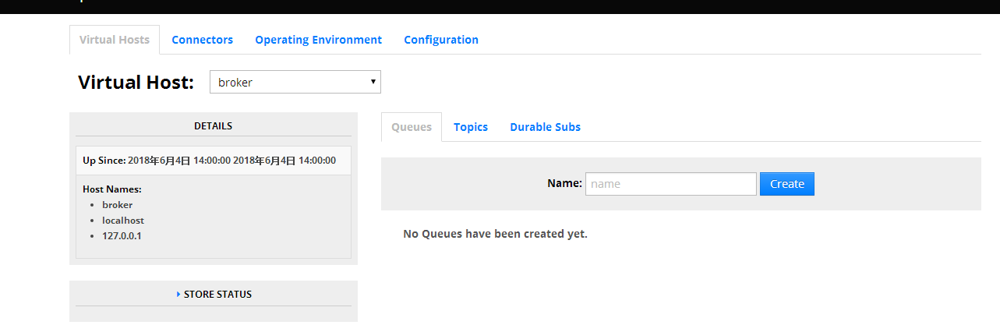 Virtual Hosts Connectors Operating Environment Configuration
Virtual Host: broker
DETAILS
Up Since: 2018年6月4日 14:00:00 2018年6月4日 14:00:00
Host Names:
broker
localhost
127.0.0.1
STORE STATUS
Queues Topics Durable Subs
Name: name Create
No Queues have been created yet.